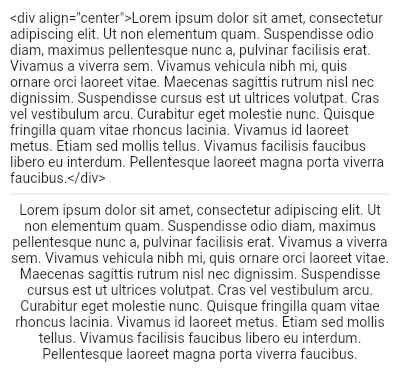 <div align="center">Lorem ipsum dolor sit amet, consectetur
adipiscing elit. Ut non elementum quam. Suspendisse odio
diam, maximus pellentesque nunc a, pulvinar facilisis erat.
Vivamus a viverra sem. Vivamus vehicula nibh mi, quis
ornare orci laoreet vitae. Maecenas sagittis rutrum nisl nec
dignissim. Suspendisse cursus est ut ultrices volutpat. Cras
vel vestibulum arcu. Curabitur eget molestie nunc. Quisque
fringilla quam vitae rhoncus lacinia. Vivamus id laoreet
metus. Etiam sed mollis tellus. Vivamus facilisis faucibus
libero eu interdum. Pellentesque laoreet magna porta viverra
faucibus.</div>
Lorem ipsum dolor sit amet, consectetur adipiscing elit. Ut
non elementum quam. Suspendisse odio diam, maximus
pellentesque nunc a, pulvinar facilisis erat. Vivamus a viverra
sem. Vivamus vehicula nibh mi, quis ornare orci laoreet vitae.
Maecenas sagittis rutrum nisl nec dignissim. Suspendisse
cursus est ut ultrices volutpat. Cras vel vestibulum arcu.
Curabitur eget molestie nunc. Quisque fringilla quam vitae
rhoncus lacinia. Vivamus id laoreet metus. Etiam sed mollis
tellus. Vivamus facilisis faucibus libero eu interdum.
Pellentesque laoreet magna porta viverra faucibus.